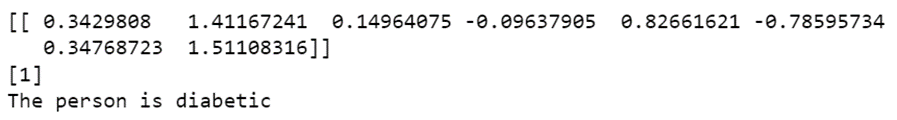 [[ 0.3429808   1.41167241  0.14964075 -0.09637905  0.82661621 -0.78595734
   0.34768723  1.51108316]]
[1]
The person is diabetic